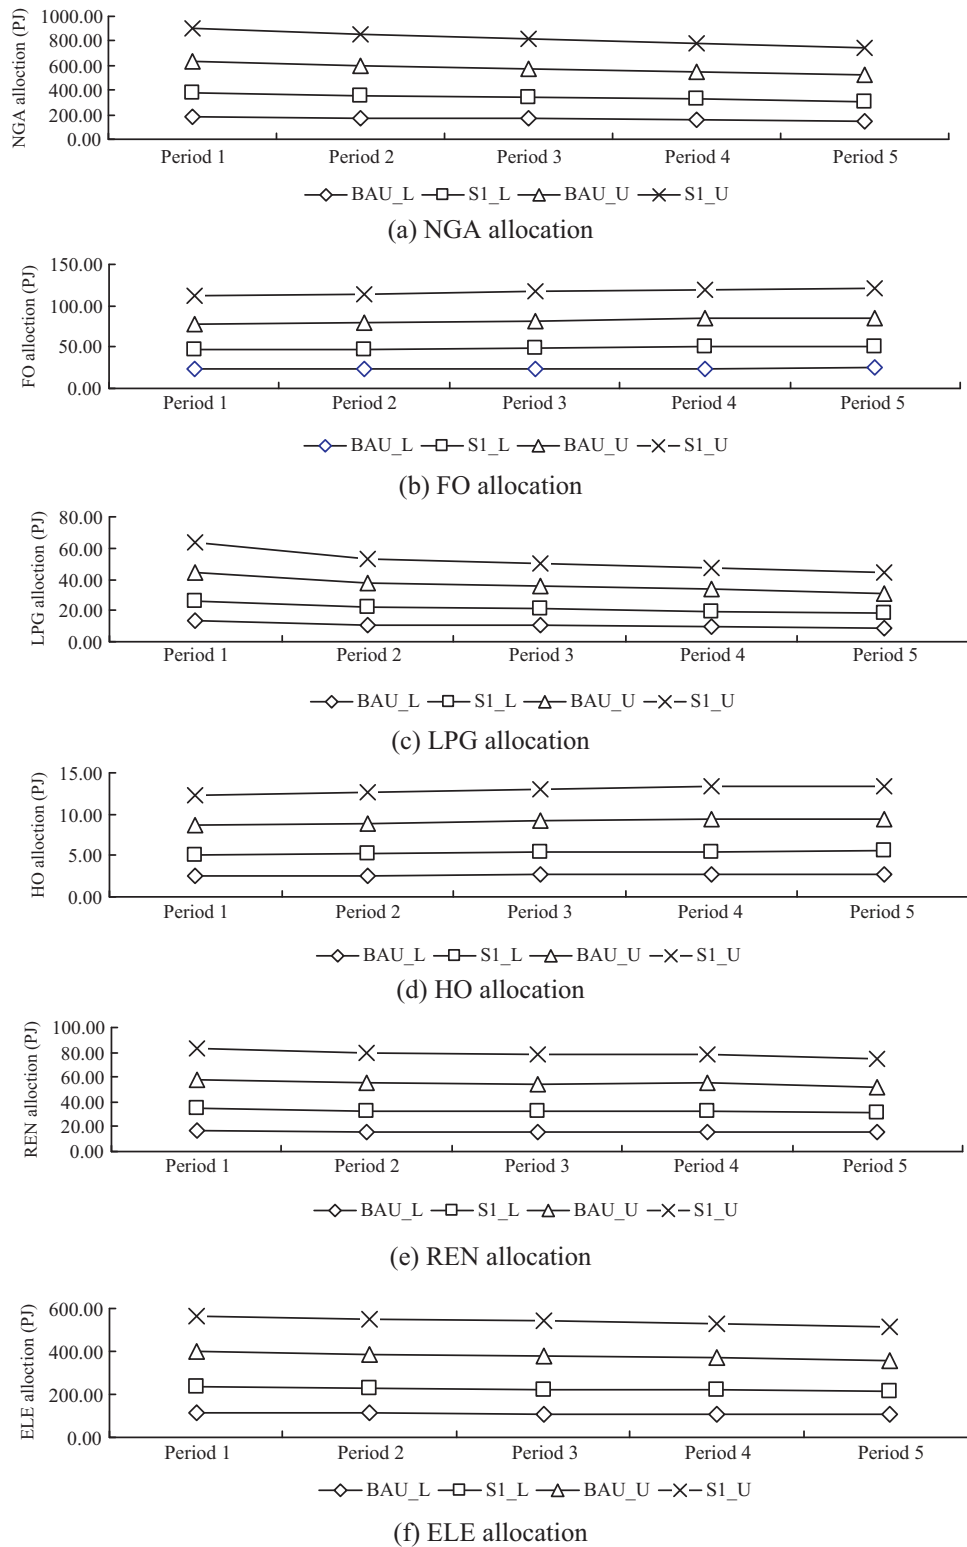 NGA alloction (PJ)
1000.00
800.00
600.00
400.00
200.00
0.00
Period 1 Period 2 Period 3 Period 4 Period 5
BAU_L S1_L BAU_U S1_U
(a) NGA allocation
FO alloction (PJ)
150.00
100.00
50.00
0.00
Period 1 Period 2 Period 3 Period 4 Period 5
BAU_L S1_L BAU_U S1_U
(b) FO allocation
LPG alloction (PJ)
80.00
60.00
40.00
20.00
0.00
Period 1 Period 2 Period 3 Period 4 Period 5
BAU_L S1_L BAU_U S1_U
(c) LPG allocation
HO alloction (PJ)
15.00
10.00
5.00
0.00
Period 1 Period 2 Period 3 Period 4 Period 5
BAU_L S1_L BAU_U S1_U
(d) HO allocation
REN alloction (PJ)
100.00
80.00
60.00
40.00
20.00
0.00
Period 1 Period 2 Period 3 Period 4 Period 5
BAU_L S1_L BAU_U S1_U
(e) REN allocation
ELE alloction (PJ)
600.00
400.00
200.00
0.00
Period 1 Period 2 Period 3 Period 4 Period 5
BAU_L S1_L BAU_U S1_U
(f) ELE allocation